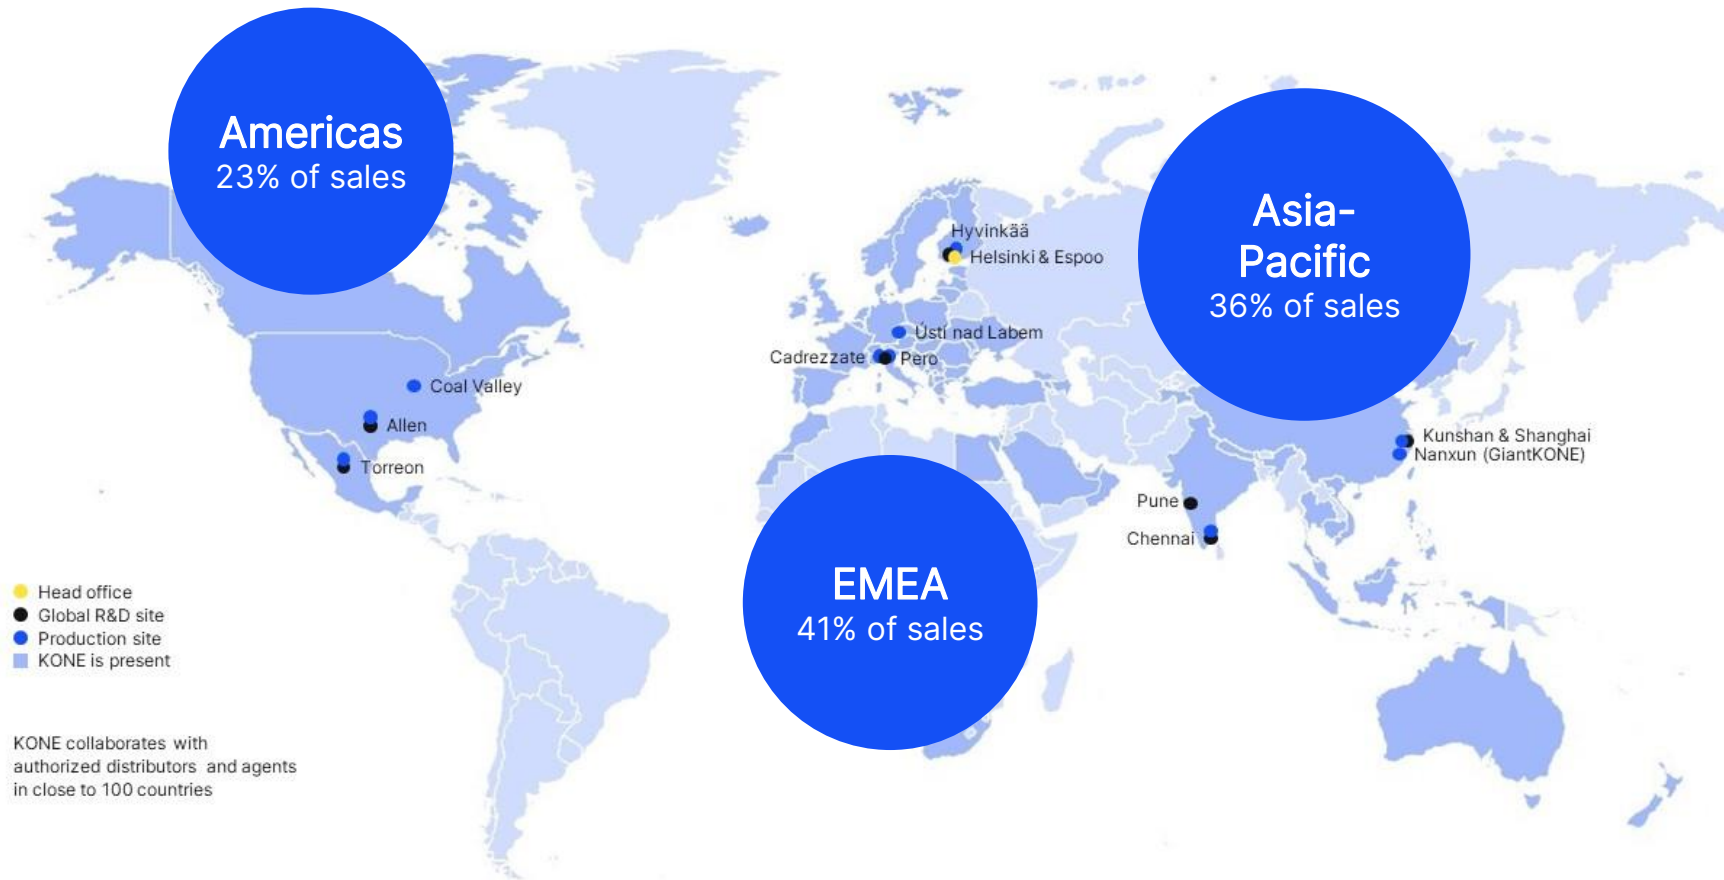 Americas
23% of sales
Asia-
Pacific
36% of sales
Hyvinkää
Helsinki & Espoo
Ústí nad Labem
Cadrezzate
Pero
Coal Valley
Allen
Torreon
Kunshan & Shanghai
Nanxun (GiantKONE)
Pune
Chennai
EMEA
41% of sales
Head office
Global R&D site
Production site
KONE is present
KONE collaborates with
authorized distributors and agents
in close to 100 countries